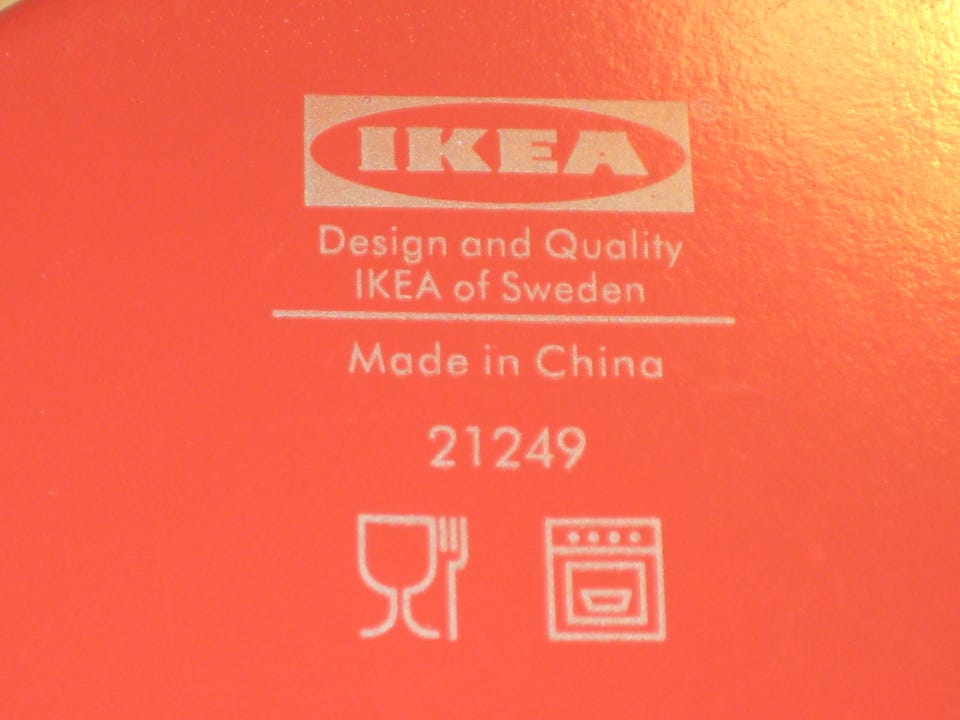 IKEA
Design and Quality
IKEA of Sweden
Made in China
21249